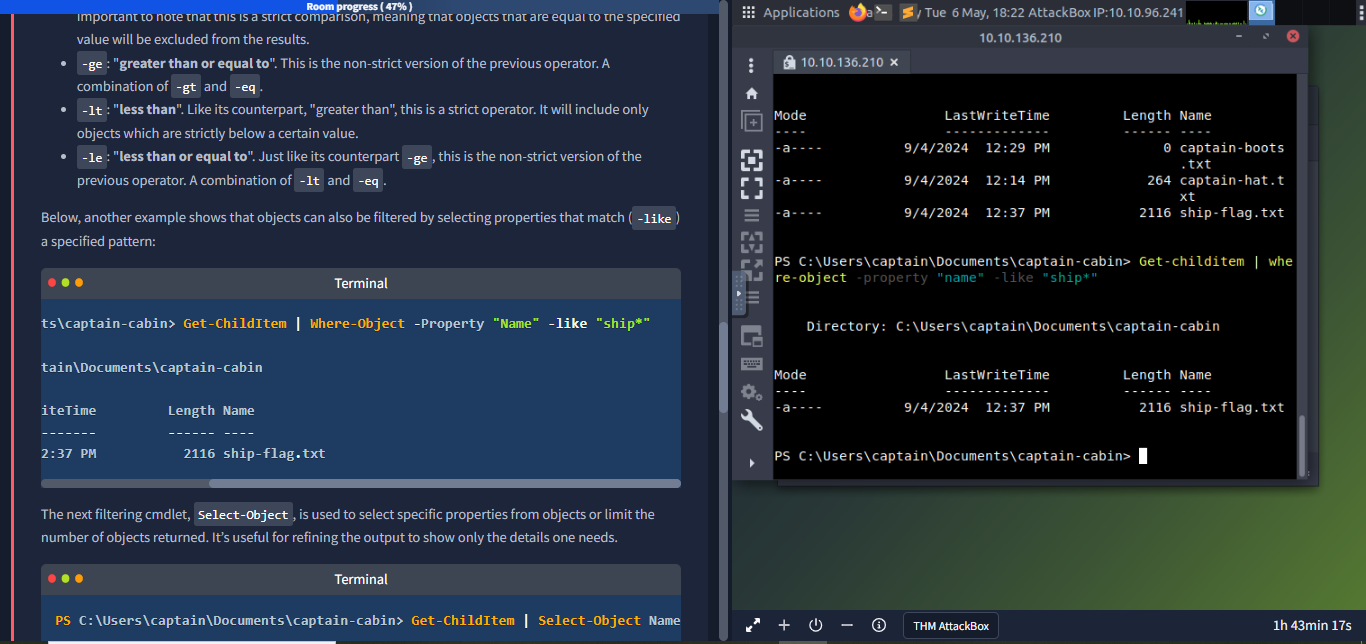 Room progress ( 47% )
important to note that this is a strict comparison, meaning that objects that are equal to the specified
value will be excluded from the results.
-ge: "greater than or equal to". This is the non-strict version of the previous operator. A
combination of -gt and -eq.
-lt: "less than". Like its counterpart, "greater than", this is a strict operator. It will include only
objects which are strictly below a certain value.
-le: "less than or equal to". Just like its counterpart -ge, this is the non-strict version of the
previous operator. A combination of -lt and -eq.
Below, another example shows that objects can also be filtered by selecting properties that match (-like)
a specified pattern:
Terminal
ts\captain-cabin> Get-ChildItem | Where-Object -Property "Name" -like "ship*"
tain\Documents\captain-cabin
iteTime Length Name
------- ------ ----
2:37 PM 2116 ship-flag.txt
The next filtering cmdlet, Select-Object, is used to select specific properties from objects or limit the
number of objects returned. It's useful for refining the output to show only the details one needs.
Terminal
PS C:\Users\captain\Documents\captain-cabin> Get-ChildItem | Select-Object Name
Applications
Tue 6 May, 18:22 AttackBox IP:10.10.96.241
10.10.136.210
10.10.136.210 ×
Mode LastWriteTime Length Name
---- ------------- ------ ----
-a---- 9/4/2024 12:29 PM 0 captain-boots
.txt
-a---- 9/4/2024 12:14 PM 264 captain-hat.t
xt
-a---- 9/4/2024 12:37 PM 2116 ship-flag.txt
PS C:\Users\captain\Documents\captain-cabin> Get-childitem | whe
re-object -property "name" -like "ship*"
Directory: C:\Users\captain\Documents\captain-cabin
Mode LastWriteTime Length Name
---- ------------- ------ ----
-a---- 9/4/2024 12:37 PM 2116 ship-flag.txt
PS C:\Users\captain\Documents\captain-cabin>
THM AttackBox
1h 43min 17s